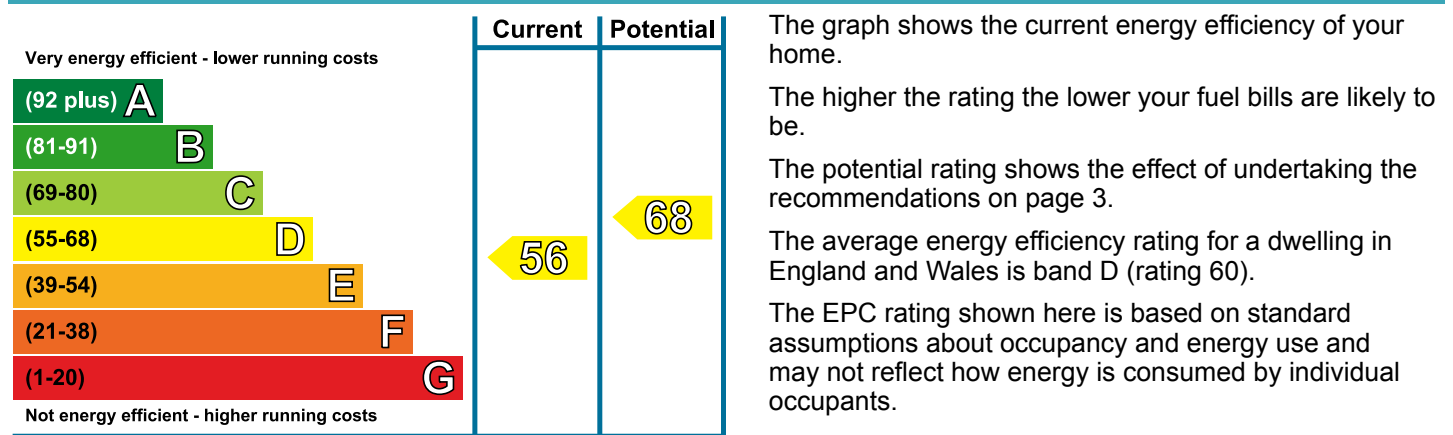 Current Potential
Very energy efficient - lower running costs
(92 plus) A
(81-91) B
(69-80) C
(55-68) D
(39-54) E
(21-38) F
(1-20) G
Not energy efficient - higher running costs
56
68
The graph shows the current energy efficiency of your
home.
The higher the rating the lower your fuel bills are likely to
be.
The potential rating shows the effect of undertaking the
recommendations on page 3.
The average energy efficiency rating for a dwelling in
England and Wales is band D (rating 60).
The EPC rating shown here is based on standard
assumptions about occupancy and energy use and
may not reflect how energy is consumed by individual
occupants.